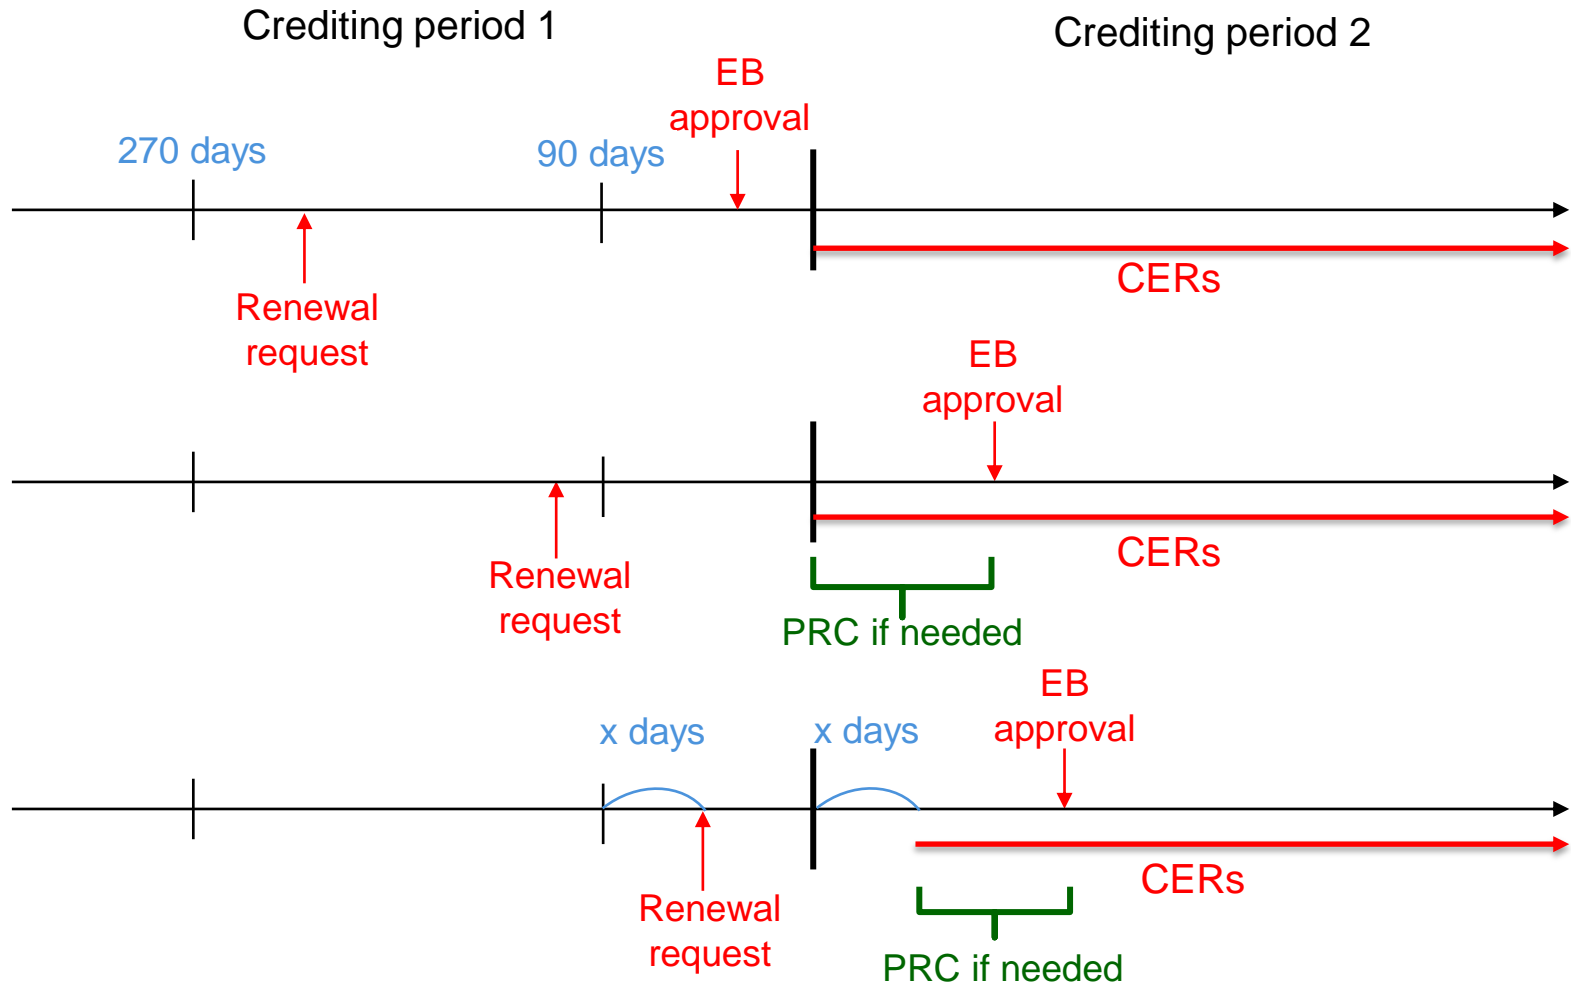 Crediting period 1
Crediting period 2
EB
approval
270 days
90 days
CERs
Renewal
request
EB
approval
CERs
Renewal
request
PRC if needed
EB
approval
x days
x days
CERs
Renewal
request
PRC if needed